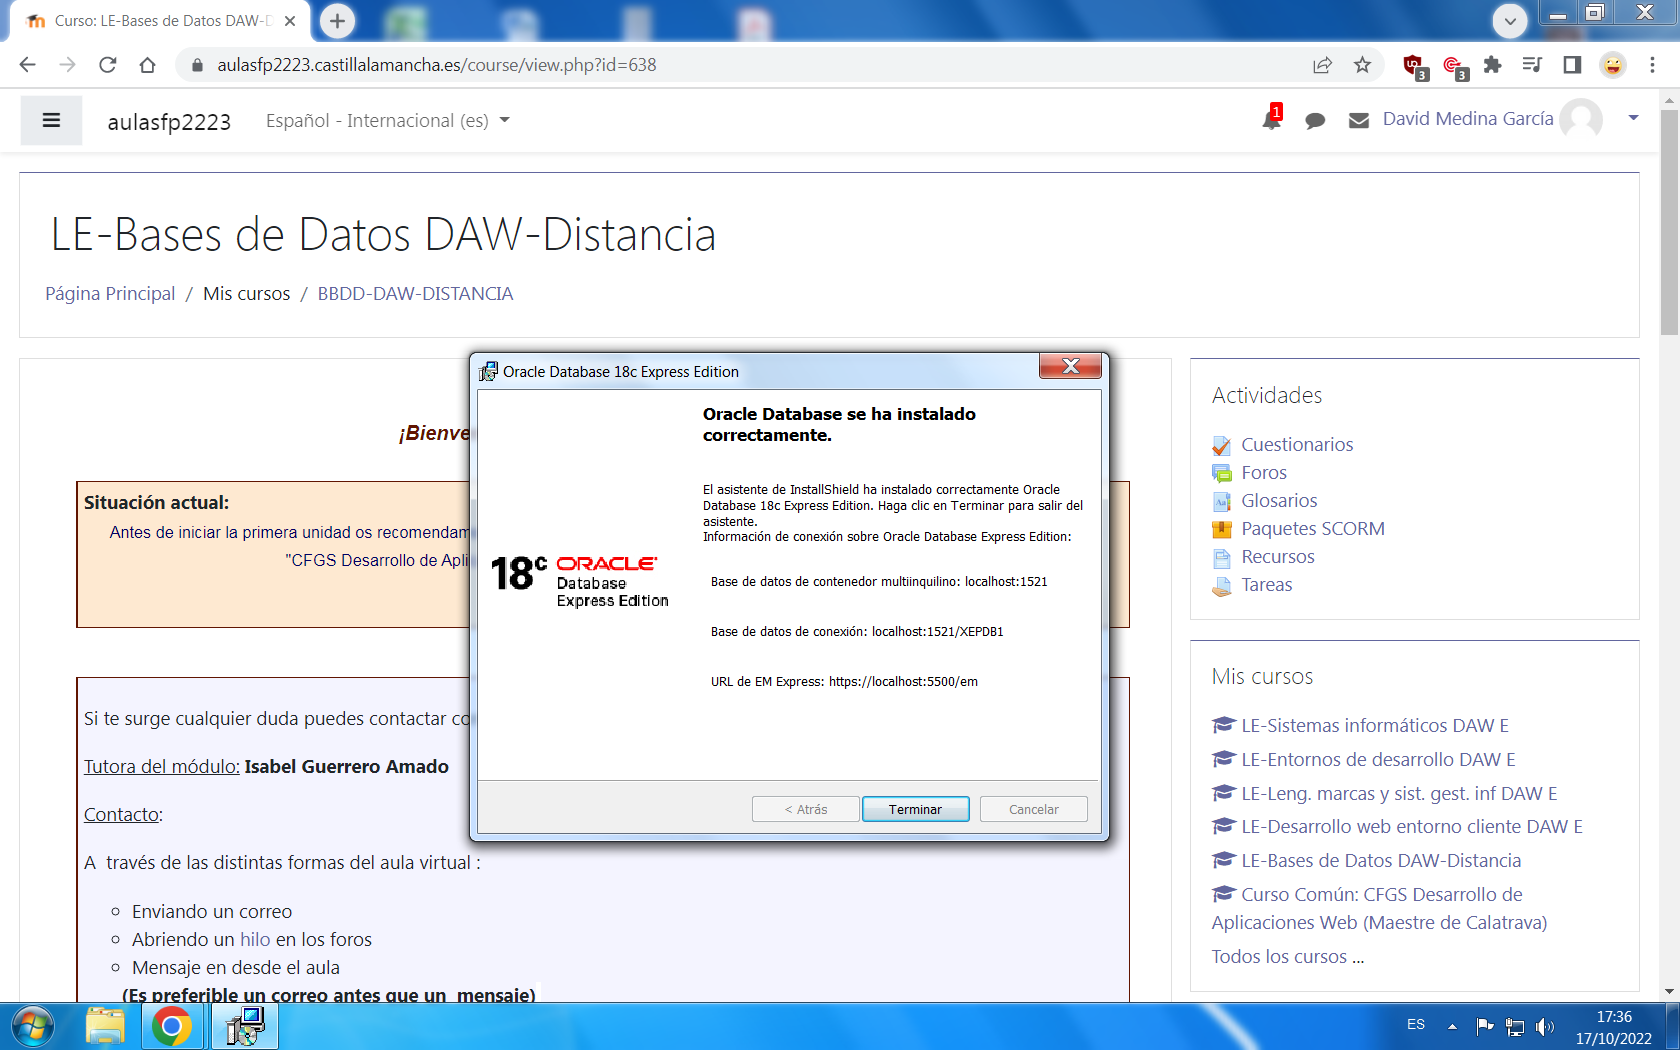 Curso: LE-Bases de Datos DAW-D
aulasfp2223.castillalamancha.es/course/view.php?id=638
3
3
aulasfp2223
Español - Internacional (es)
1
David Medina García
LE-Bases de Datos DAW-Distancia
Página Principal / Mis cursos / BBDD-DAW-DISTANCIA
¡Bienve
Situación actual:
Antes de iniciar la primera unidad os recomendam
"CFGS Desarrollo de Apli
Si te surge cualquier duda puedes contactar co
Tutora del módulo: Isabel Guerrero Amado
Contacto:
A través de las distintas formas del aula virtual :
Enviando un correo
Abriendo un hilo en los foros
Mensaje en desde el aula
(Es preferible un correo antes que un mensaje)
Oracle Database 18c Express Edition
Oracle Database se ha instalado
correctamente.
El asistente de InstallShield ha instalado correctamente Oracle
Database 18c Express Edition. Haga clic en Terminar para salir del
asistente.
Información de conexión sobre Oracle Database Express Edition:
18c ORACLE
Database
Express Edition
Base de datos de contenedor multiinquilino: localhost:1521
Base de datos de conexión: localhost:1521/XEPDB1
URL de EM Express: https://localhost:5500/em
< Atrás
Terminar
Cancelar
Actividades
Cuestionarios
Foros
Glosarios
Paquetes SCORM
Recursos
Tareas
Mis cursos
LE-Sistemas informáticos DAW E
LE-Entornos de desarrollo DAW E
LE-Leng. marcas y sist. gest. inf DAW E
LE-Desarrollo web entorno cliente DAW E
LE-Bases de Datos DAW-Distancia
Curso Común: CFGS Desarrollo de
Aplicaciones Web (Maestre de Calatrava)
Todos los cursos ...
ES
17:36
17/10/2022